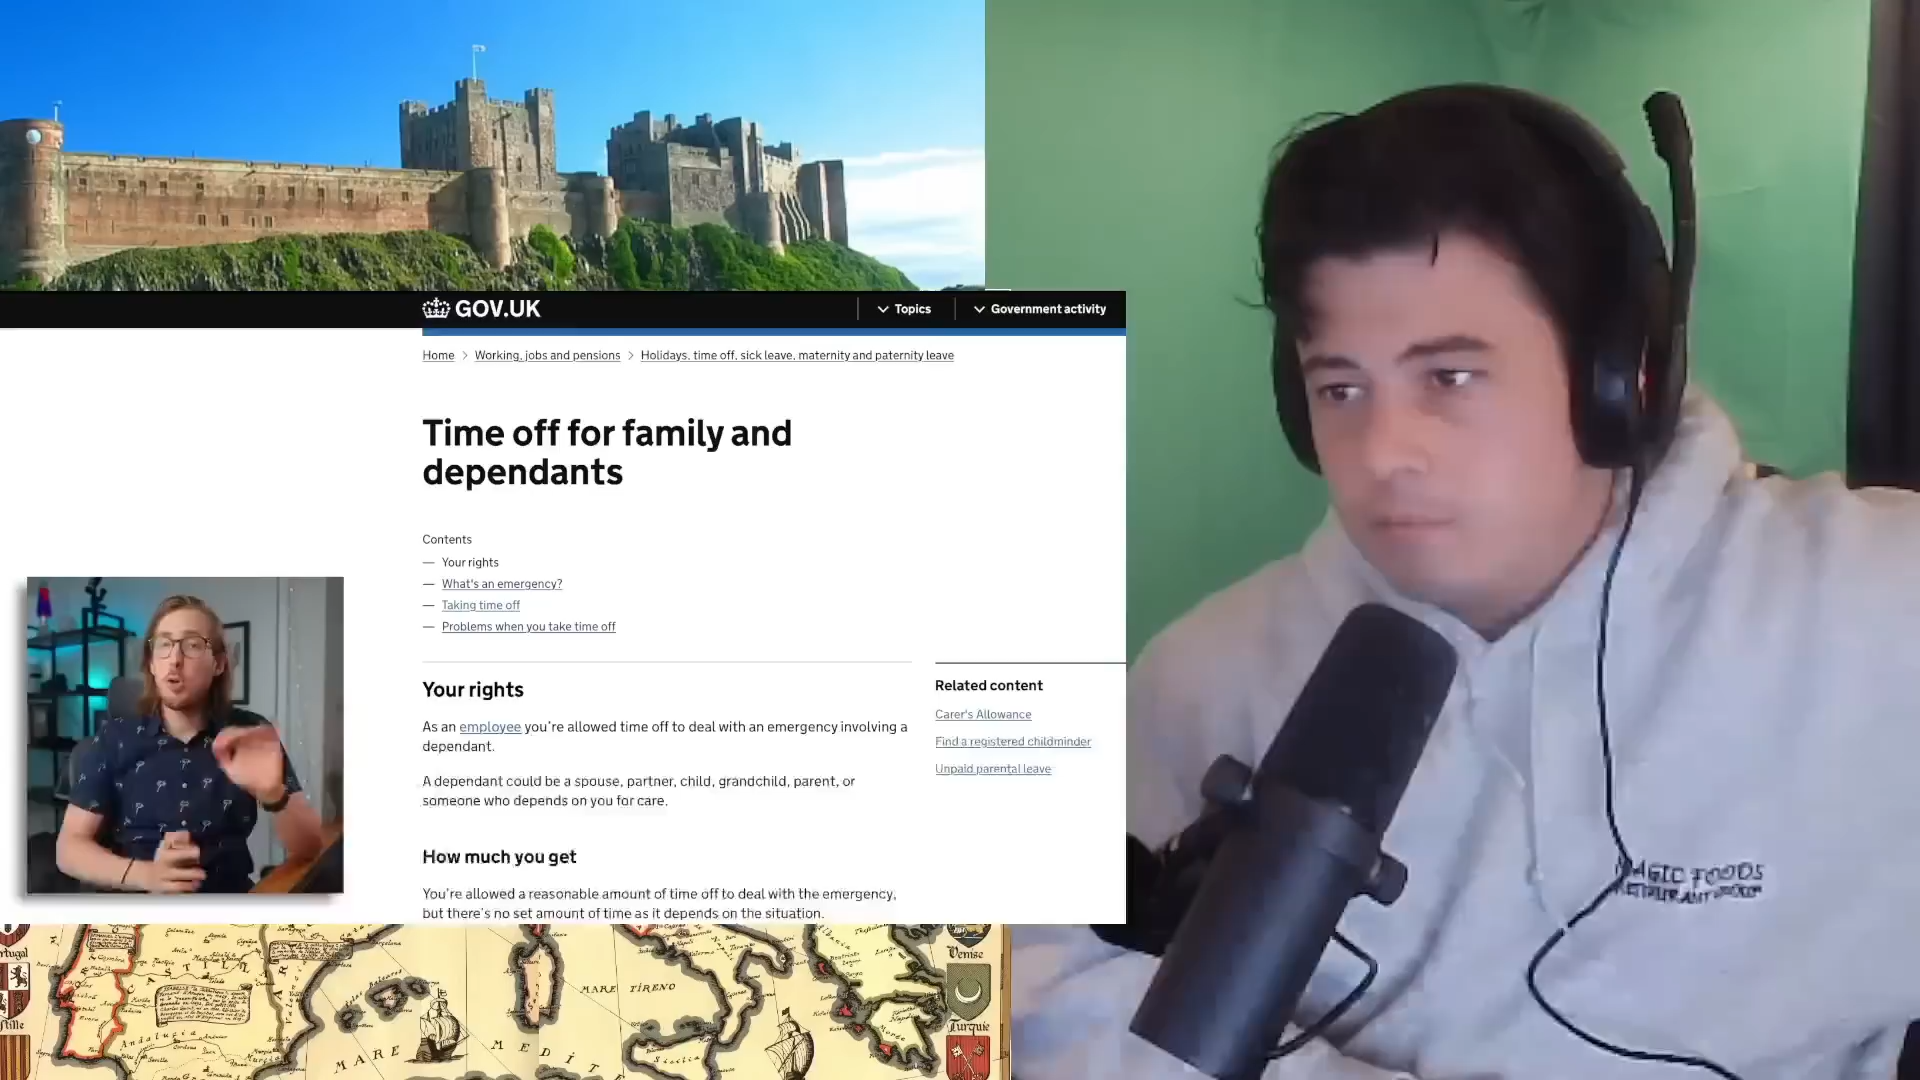 GOV.UK
Topics
Government activity
Home > Working, jobs and pensions > Holidays, time off, sick leave, maternity and paternity leave
Time off for family and
dependants
Contents
— Your rights
— What's an emergency?
— Taking time off
— Problems when you take time off
Your rights
As an employee you're allowed time off to deal with an emergency involving a
dependant.
A dependant could be a spouse, partner, child, grandchild, parent, or
someone who depends on you for care.
How much you get
You're allowed a reasonable amount of time off to deal with the emergency,
but there's no set amount of time as it depends on the situation.
Related content
Carer's Allowance
Find a registered childminder
Unpaid parental leave
MAGIC FOODS
Venise
MARE TIRENO
Turquie
Andalucia
Sicilia
MARE MEDITE